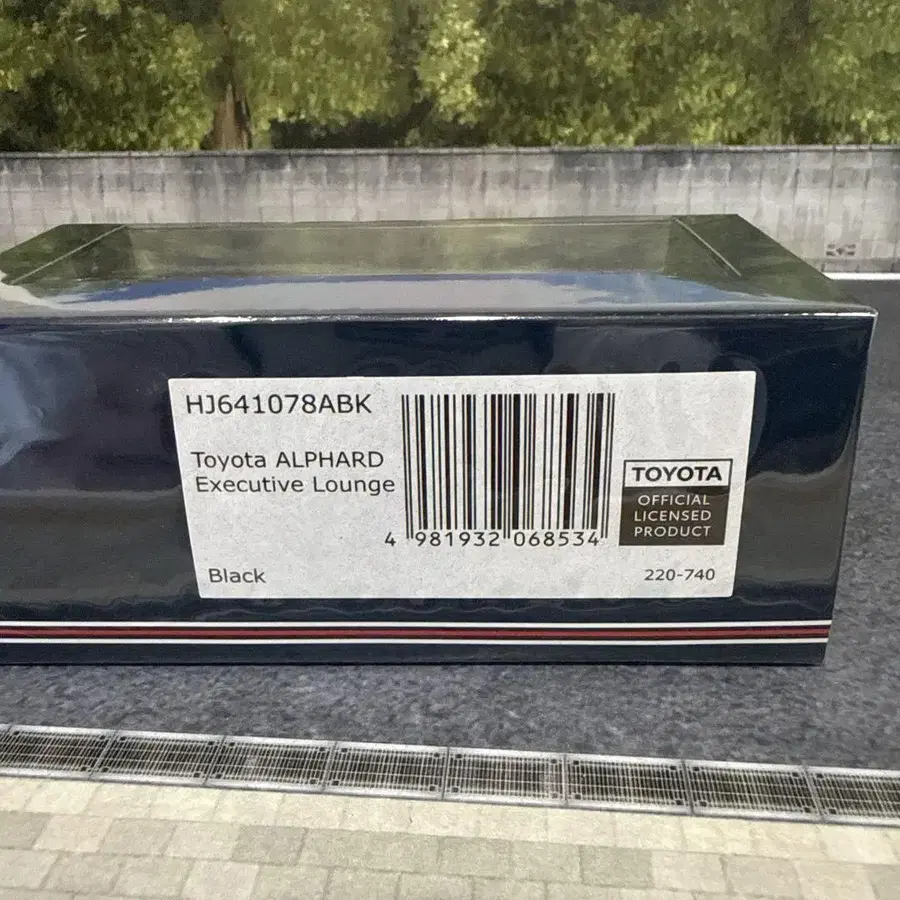 HJ641078ABK
Toyota ALPHARD
Executive Lounge
4 981932 068534
TOYOTA
OFFICIAL
LICENSED
PRODUCT
Black
220-740